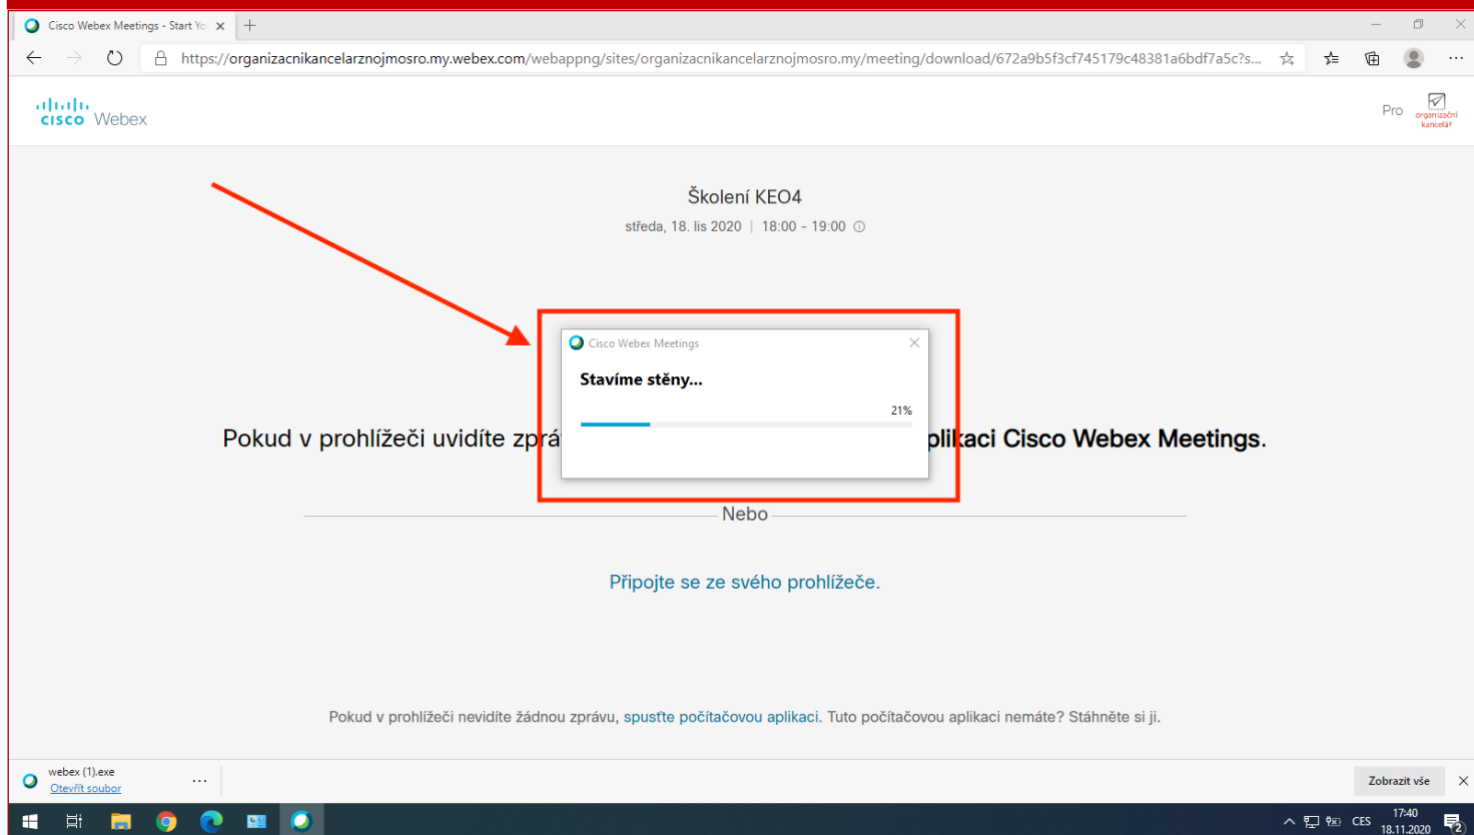 Cisco Webex Meetings - Start Yo
https://organizacnikancelarznojmosro.my.webex.com/webappng/sites/organizacnikancelarznojmosro.my/meeting/download/672a9b5f3cf745179c48381a6bdf7a5c?s...
cisco Webex
Pro
organizační
kancelář
Školení KEO4
středa, 18. lis 2020 | 18:00 - 19:00
Cisco Webex Meetings
Stavíme stěny...
21%
Pokud v prohlížeči uvidíte zprá plikaci Cisco Webex Meetings.
Nebo
Připojte se ze svého prohlížeče.
Pokud v prohlížeči nevidíte žádnou zprávu, spusťte počítačovou aplikaci. Tuto počítačovou aplikaci nemáte? Stáhněte si ji.
webex (1).exe
Otevřít soubor
Zobrazit vše
CES
17:40
18.11.2020
2